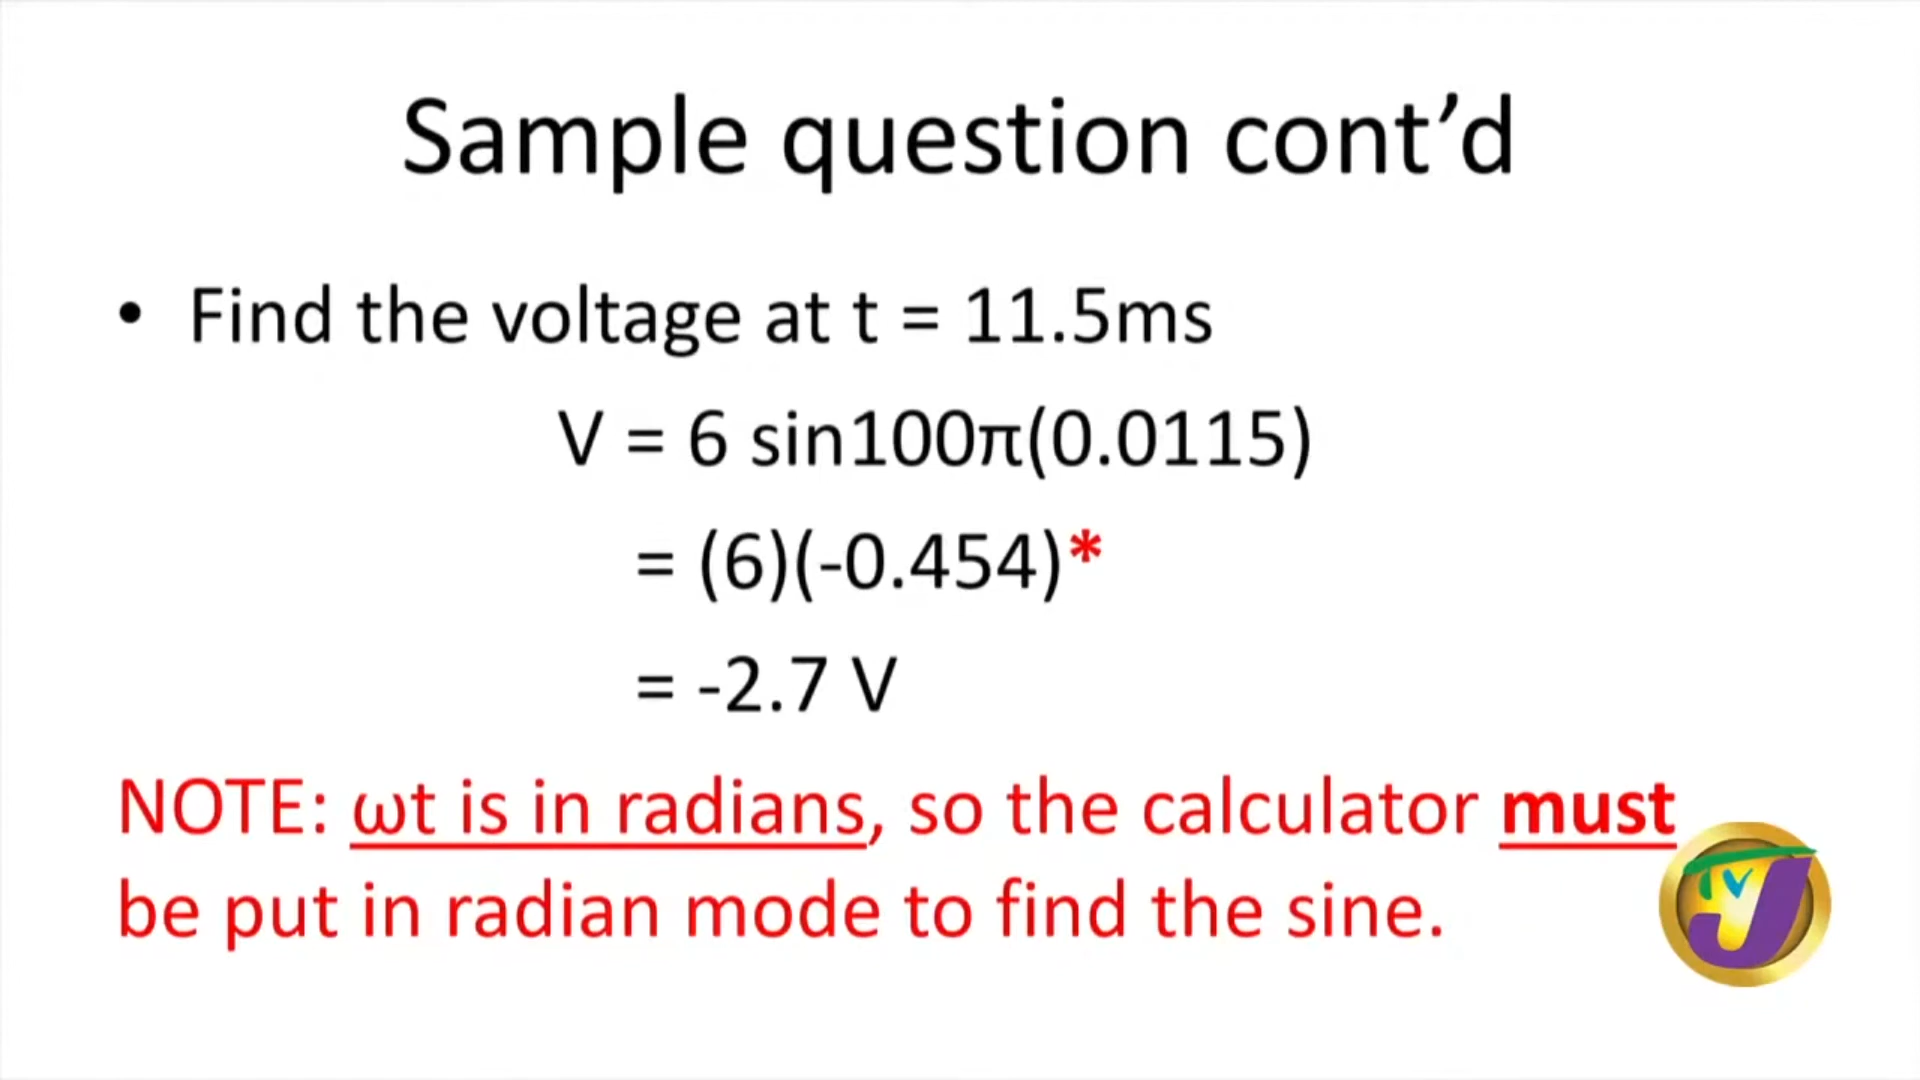 Sample question cont’d
• Find the voltage at t = 11.5ms
V = 6 sin100π(0.0115)
= (6)(-0.454)*
= -2.7 V
NOTE: ωt is in radians, so the calculator must
be put in radian mode to find the sine.
TVJ